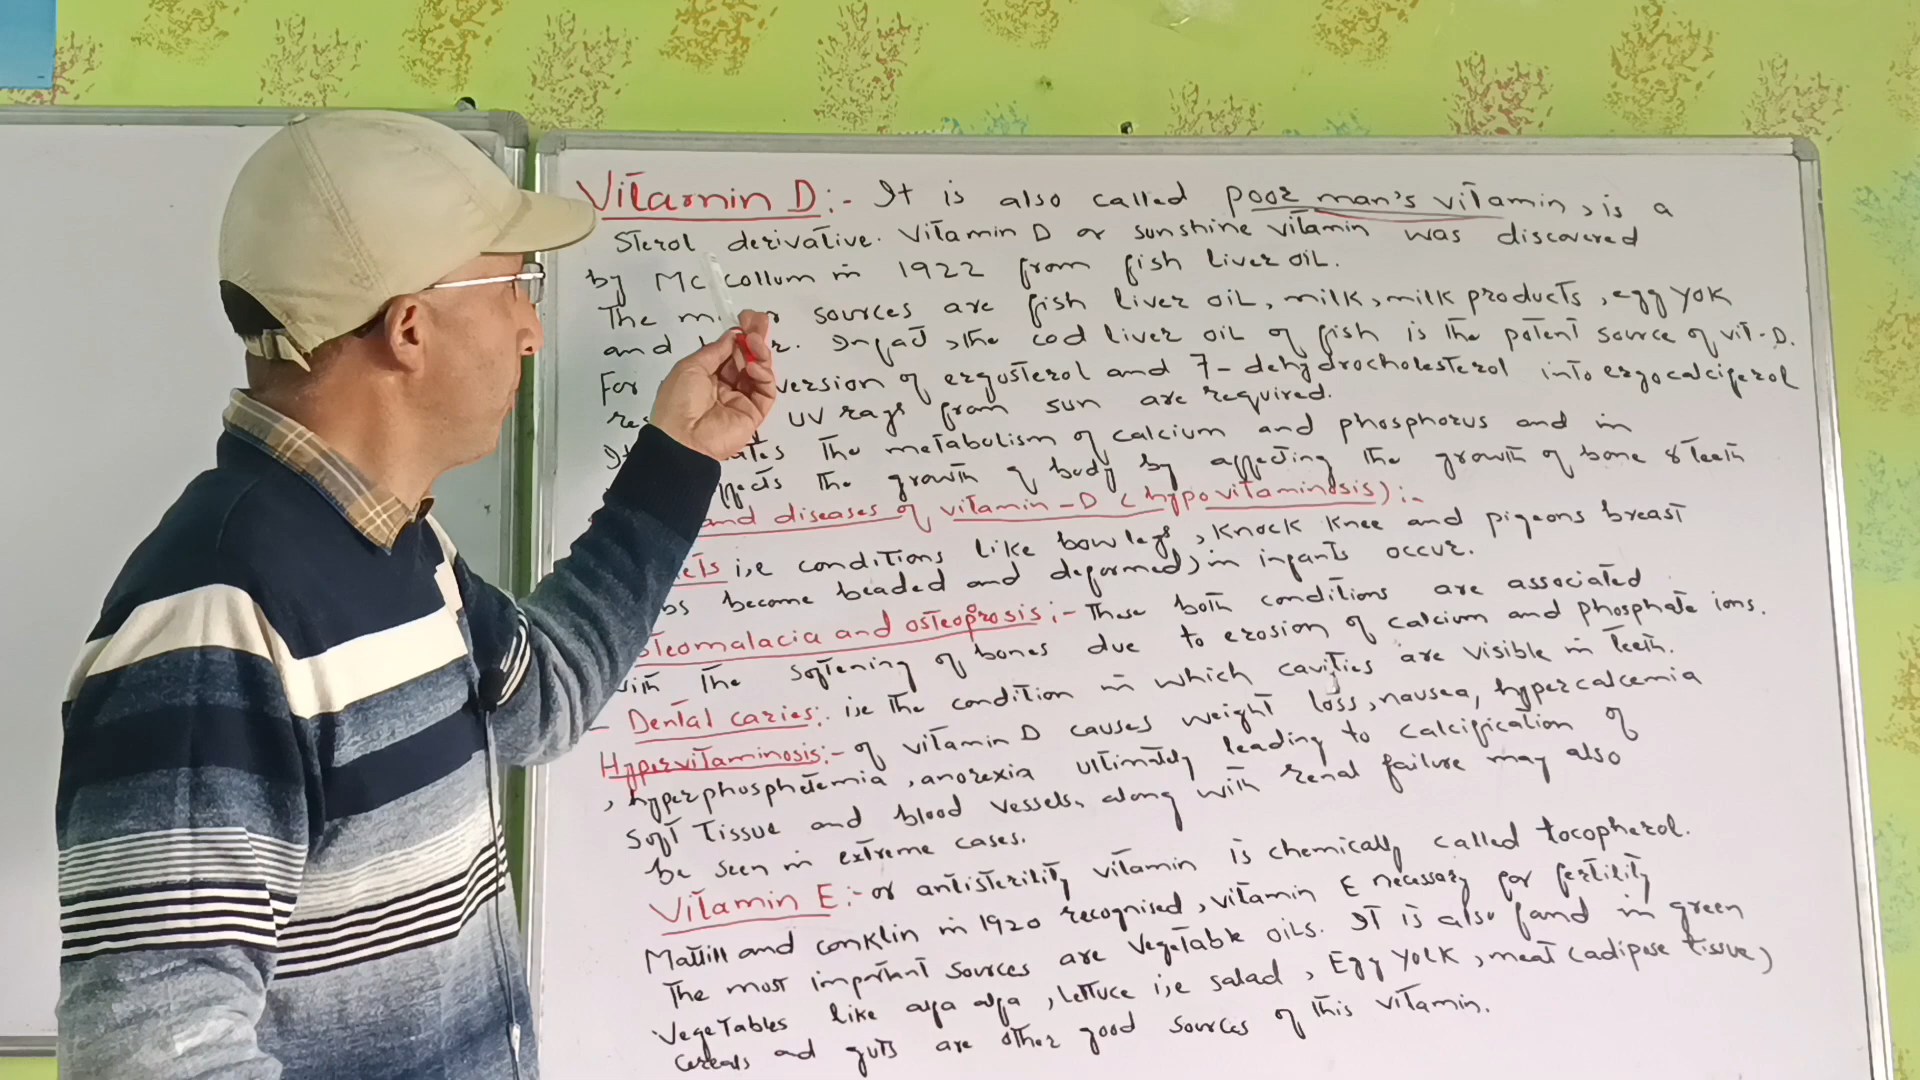 Vitamin D:- It is also called poor man's vitamin, is a
Sterol derivative. Vitamin D or sunshine vitamin was discovered
by Mc Collum in 1922 from fish liver oil.
The sources are fish liver oil, milk, milk products, egg yok
and Infact, the cod liver oil of fish is the potent source of vit-D.
For version of ergosterol and 7-dehydrocholesterol into ergocalciferol
UV rays from sun are required.
It the metabolism of calcium and phosphorus and in
the growth of body by affecting the growth of bone & teeth
and diseases of vitamin-D (hypovitaminosis):-
i,e conditions like bow legs, Knock Knee and pigeons breast
become beaded and deformed) in infants occur.
steomalacia and osteoprosis:- These both conditions are associated
with the softening of bones due to erosion of calcium and phosphate ions.
- Dental caries:. i,e the condition in which cavities are visible in teeth.
Hypervitaminosis:- of vitamin D causes weight loss, nausea, hypercalcemia
, hyperphosphetemia, anorexia ultimately leading to calcification of
Soft Tissue and blood vessels, along with renal failure may also
be seen in extreme cases.
Vitamin E:- or antisterility vitamin is chemically called tocopherol.
Mattill and conklin in 1920 recognised, vitamin E necessary for fertility
The most important sources are vegetable oils. It is also found in green
Vegetables like alfa alfa, Lettuce i,e salad, Egg yolk, meat (adipose tissue)
Cereals and are other good sources of this vitamin.